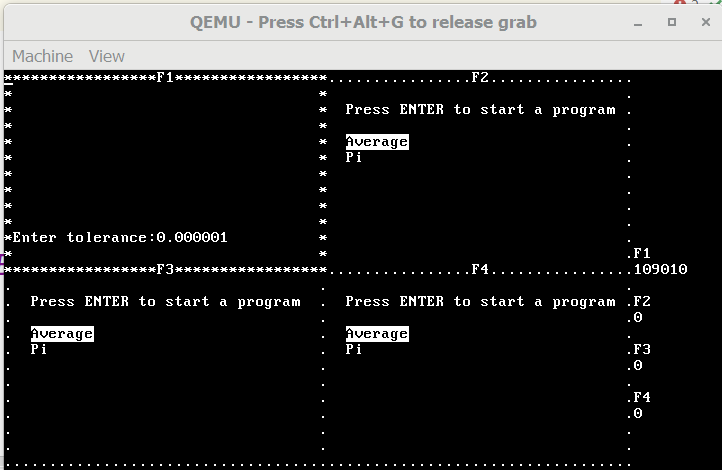 QEMU - Press Ctrl+Alt+G to release grab
Machine View
*****************F1*****************...............F2...............
Press ENTER to start a program
Average
Pi
Enter tolerance:0.000001
F1
*****************F3*****************...............F4...............109010
Press ENTER to start a program
Average
Pi
Press ENTER to start a program
Average
Pi
F2
0
F3
0
F4
0